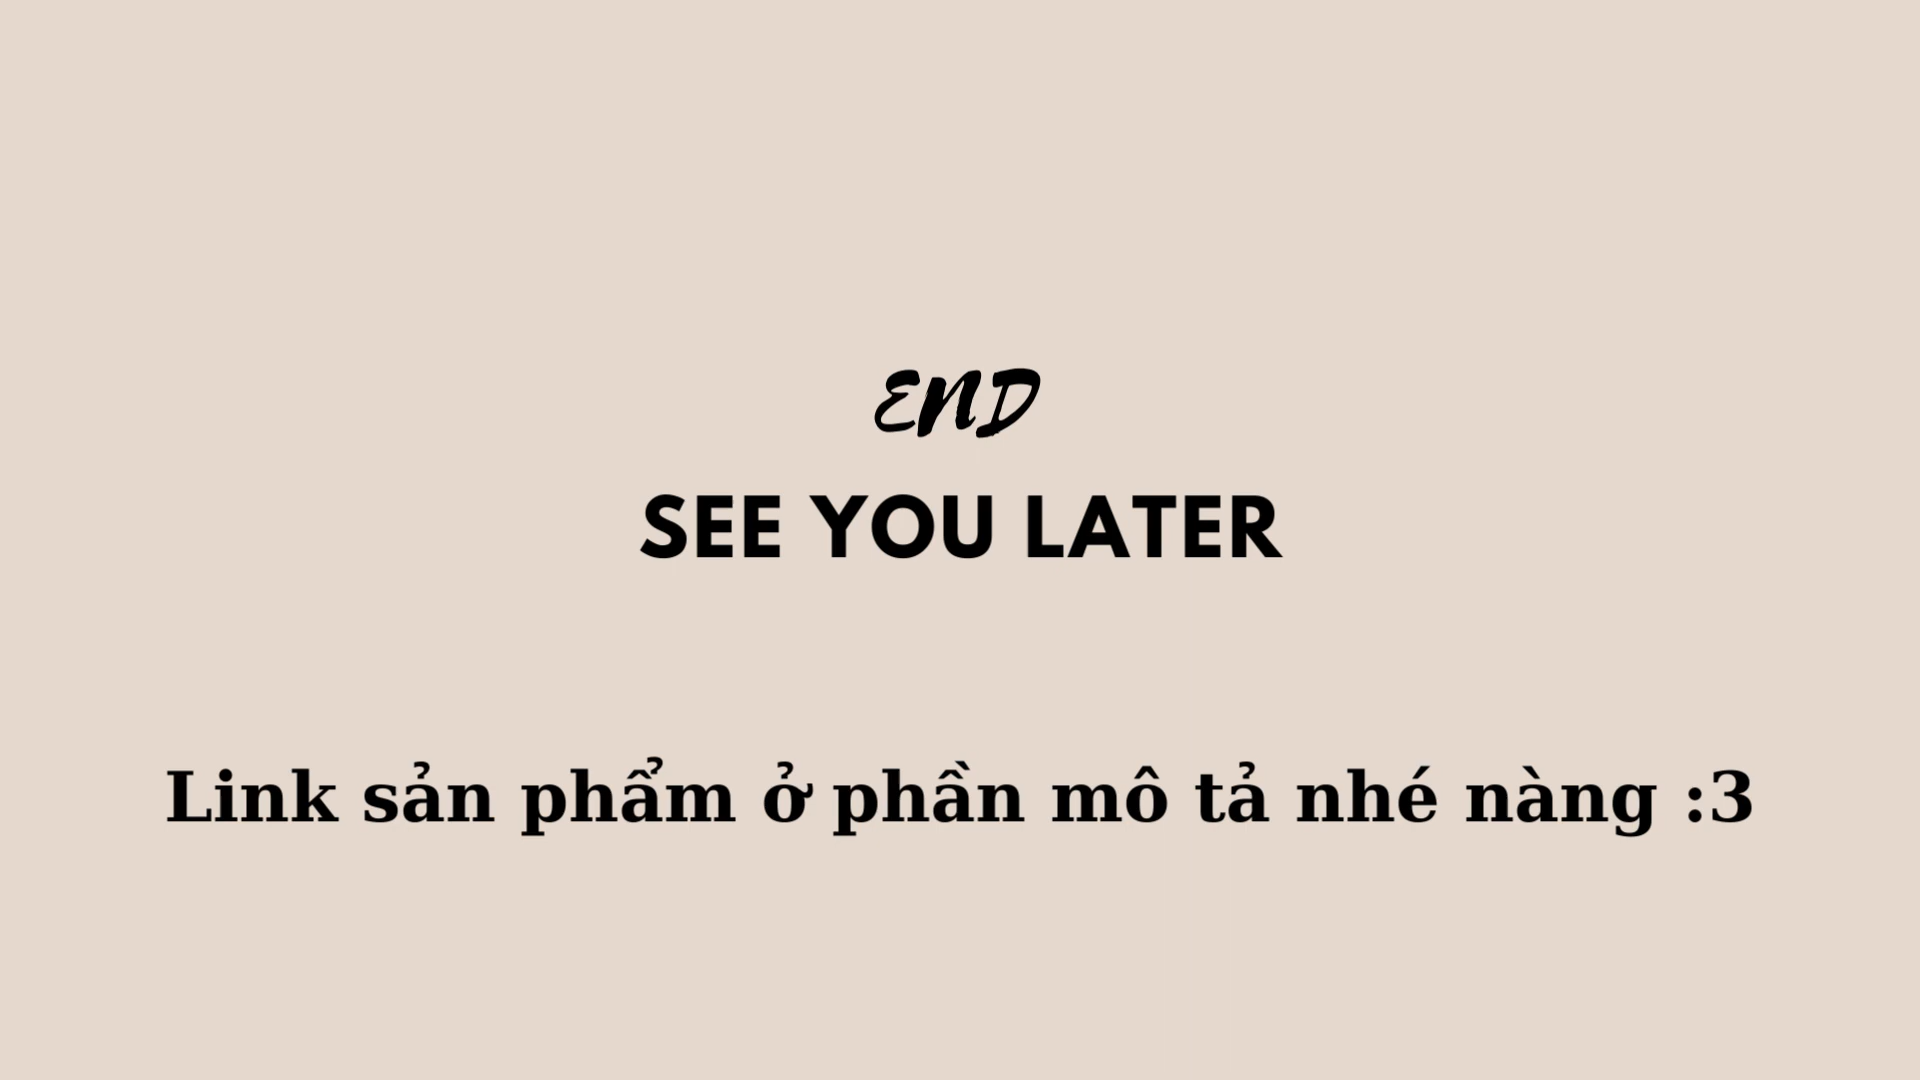 END
SEE YOU LATER
Link sản phẩm ở phần mô tả nhé nàng :3